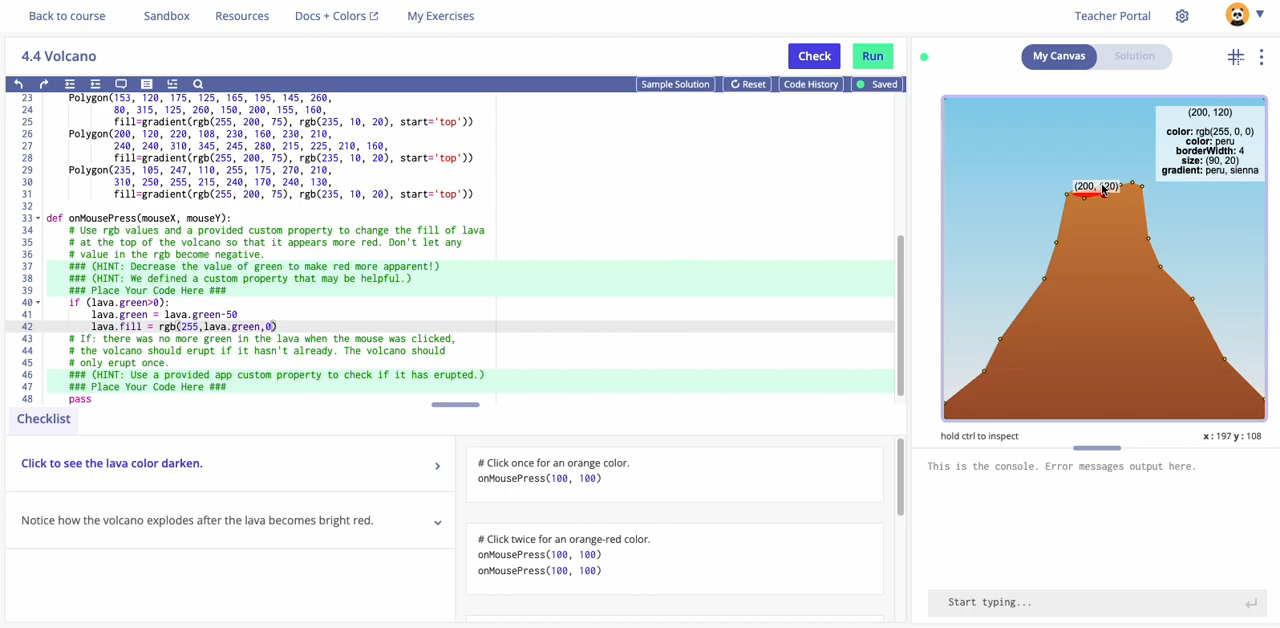 Back to course
Sandbox
Resources
Docs + Colors
My Exercises
Teacher Portal
4.4 Volcano
Check
Run
My Canvas
Solution
Sample Solution
Reset
Code History
Saved
23 Polygon(153, 120, 175, 125, 165, 195, 145, 260,
24 80, 315, 125, 260, 150, 200, 155, 160,
25 fill=gradient(rgb(255, 200, 75), rgb(235, 10, 20), start='top'))
26 Polygon(200, 120, 220, 108, 230, 160, 230, 210,
27 240, 240, 310, 345, 245, 280, 215, 225, 210, 160,
28 fill=gradient(rgb(255, 200, 75), rgb(235, 10, 20), start='top'))
29 Polygon(235, 105, 247, 110, 255, 175, 270, 210,
30 310, 250, 255, 215, 240, 170, 240, 130,
31 fill=gradient(rgb(255, 200, 75), rgb(235, 10, 20), start='top'))
32
33 def onMousePress(mouseX, mouseY):
34 # Use rgb values and a provided custom property to change the fill of lava
35 # at the top of the volcano so that it appears more red. Don't let any
36 # value in the rgb become negative.
37 ### (HINT: Decrease the value of green to make red more apparent!)
38 ### (HINT: We defined a custom property that may be helpful.)
39 ### Place Your Code Here ###
40 if (lava.green>0):
41 lava.green = lava.green-50
42 lava.fill = rgb(255,lava.green,0)
43 # If: there was no more green in the lava when the mouse was clicked,
44 # the volcano should erupt if it hasn't already. The volcano should
45 # only erupt once.
46 ### (HINT: Use a provided app custom property to check if it has erupted.)
47 ### Place Your Code Here ###
48 pass
(200, 120)
color: rgb(255, 0, 0)
color: peru
borderWidth: 4
size: (90, 20)
gradient: peru, sienna
(200, 120)
hold ctrl to inspect
x : 197 y : 108
This is the console. Error messages output here.
Start typing...
Checklist
Click to see the lava color darken.
Notice how the volcano explodes after the lava becomes bright red.
# Click once for an orange color.
onMousePress(100, 100)
# Click twice for an orange-red color.
onMousePress(100, 100)
onMousePress(100, 100)